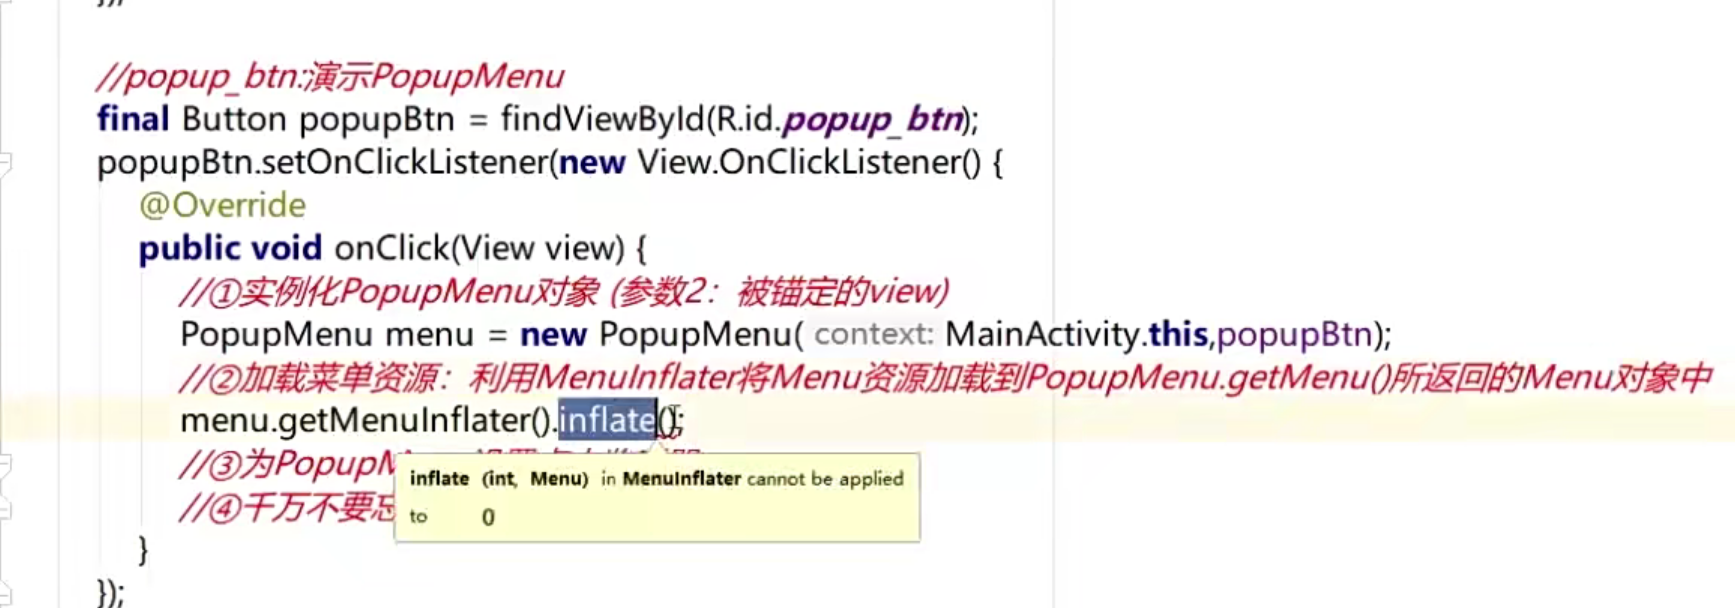 //popup_btn:演示PopupMenu
final Button popupBtn = findViewById(R.id.popup_btn);
popupBtn.setOnClickListener(new View.OnClickListener() {
@Override
public void onClick(View view) {
//①实例化PopupMenu对象 (参数2：被锚定的view)
PopupMenu menu = new PopupMenu( context: MainActivity.this,popupBtn);
//②加载菜单资源：利用MenuInflater将Menu资源加载到PopupMenu.getMenu()所返回的Menu对象中
menu.getMenuInflater().inflate();
//③为PopupM
inflate (int, Menu) in MenuInflater cannot be applied
//④千万不要忘
to ()
}
});